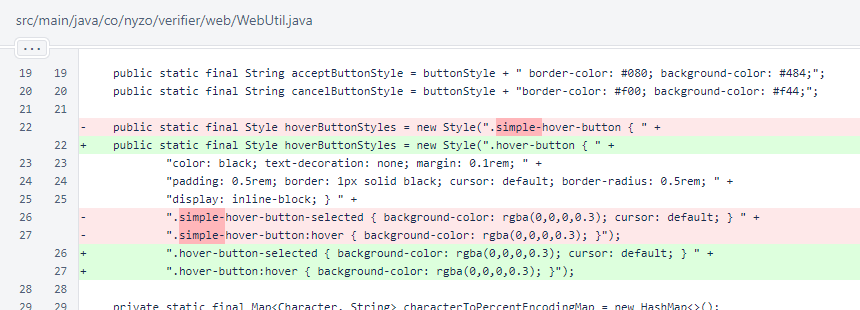 src/main/java/co/nyzo/verifier/web/WebUtil.java
...
19 19 public static final String acceptButtonStyle = buttonStyle + " border-color: #080; background-color: #484;";
20 20 public static final String cancelButtonStyle = buttonStyle + "border-color: #f00; background-color: #f44;";
21 21
22 - public static final Style hoverButtonStyles = new Style(".simple-hover-button { " +
22 + public static final Style hoverButtonStyles = new Style(".hover-button { " +
23 23 "color: black; text-decoration: none; margin: 0.1rem; " +
24 24 "padding: 0.5rem; border: 1px solid black; cursor: default; border-radius: 0.5rem; " +
25 25 "display: inline-block; } " +
26 - ".simple-hover-button-selected { background-color: rgba(0,0,0,0.3); cursor: default; } " +
27 - ".simple-hover-button:hover { background-color: rgba(0,0,0,0.3); }");
26 + ".hover-button-selected { background-color: rgba(0,0,0,0.3); cursor: default; } " +
27 + ".hover-button:hover { background-color: rgba(0,0,0,0.3); }");
28 28
29 29 private static final Map<Character, String> characterToPercentEncodingMap = new HashMap<>();